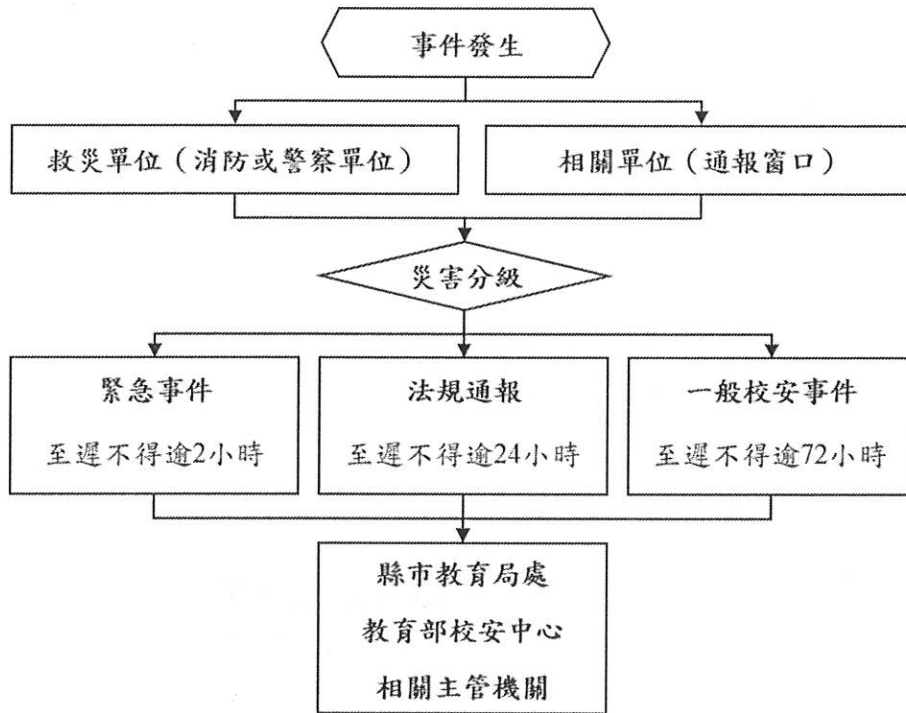 事件發生
救災單位（消防或警察單位）
相關單位（通報窗口）
災害分級
緊急事件
至遲不得逾2小時
法規通報
至遲不得逾24小時
一般校安事件
至遲不得逾72小時
縣市教育局處
教育部校安中心
相關主管機關